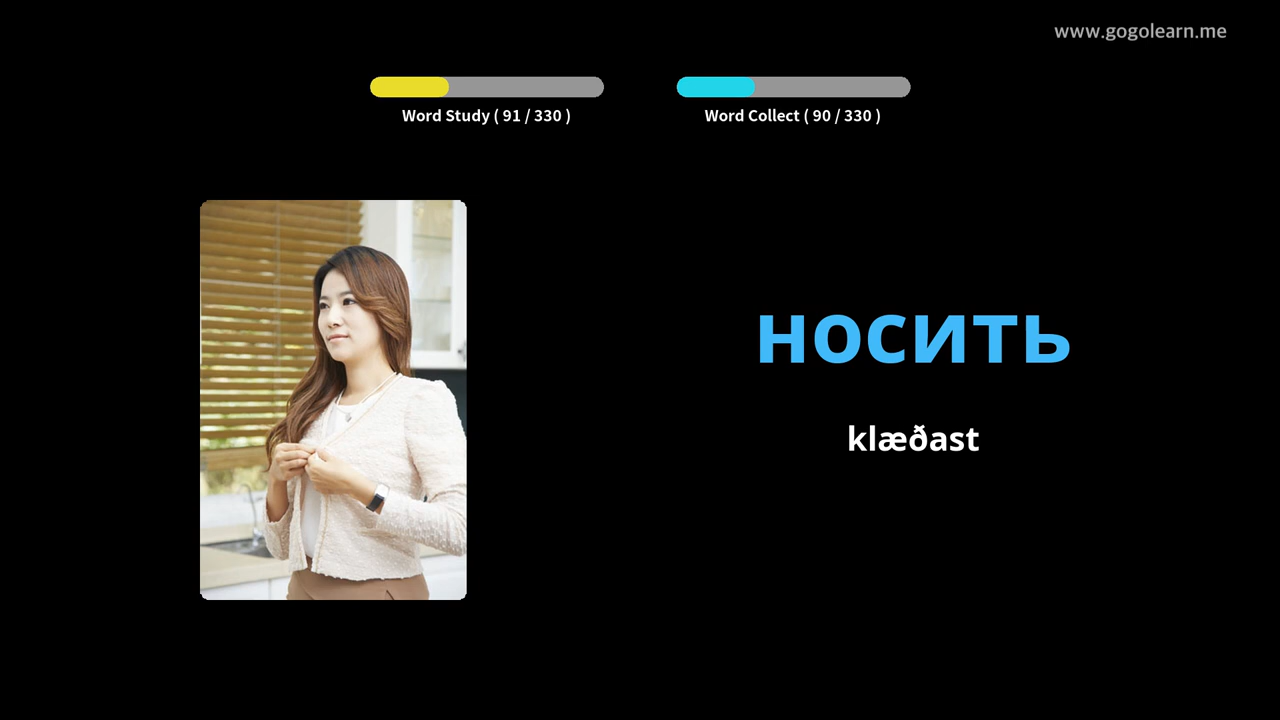 www.gogolearn.me
Word Study ( 91 / 330 )
Word Collect ( 90 / 330 )
носить
klæðast